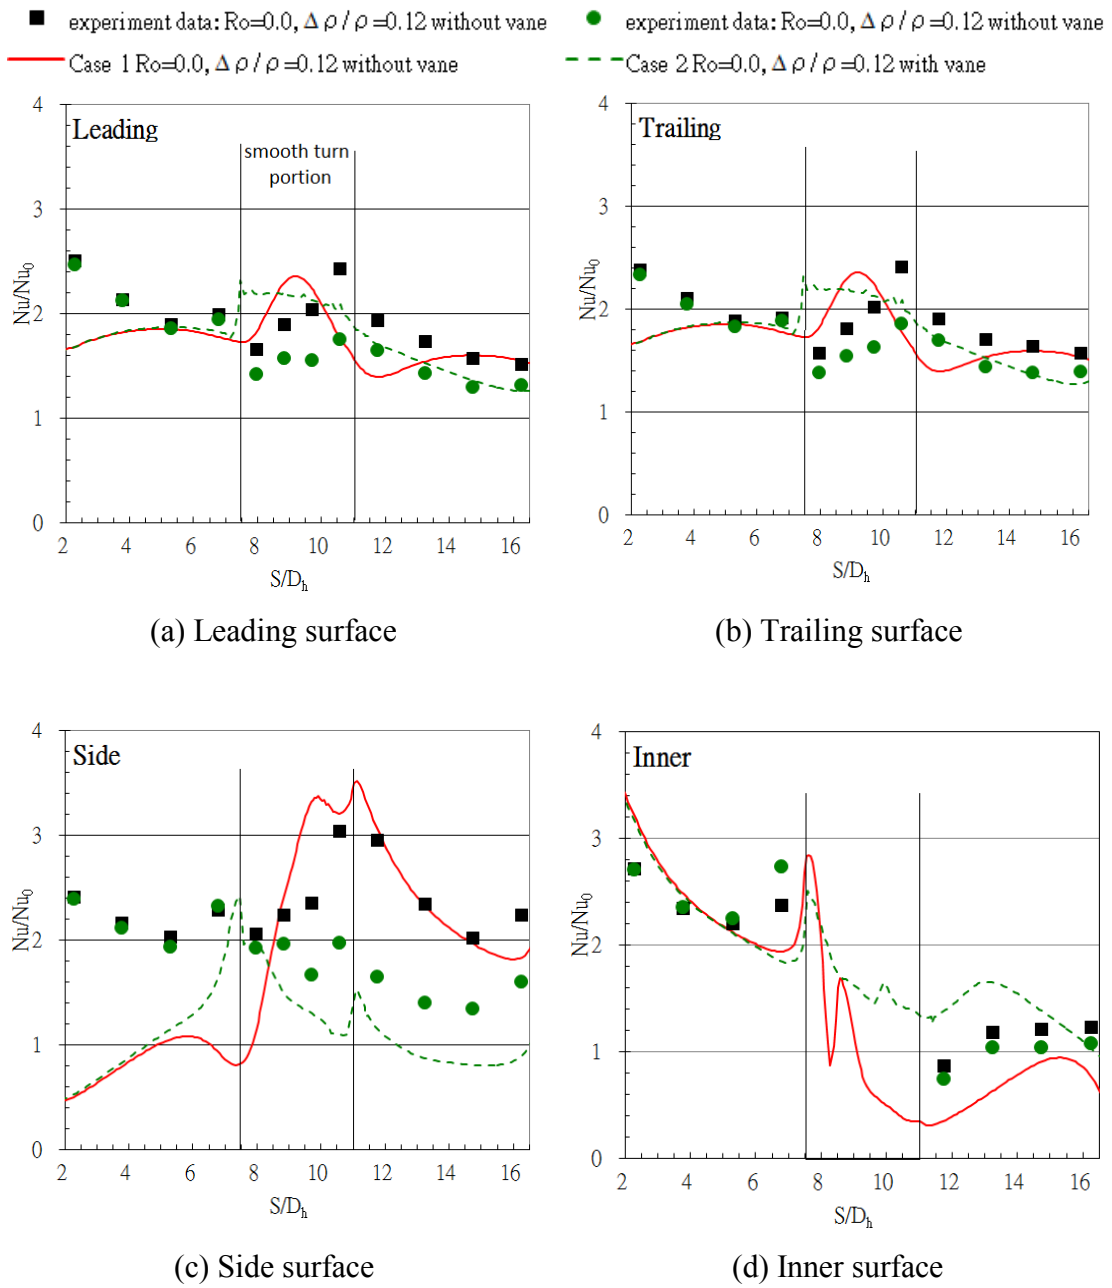 experiment data: Ro=0.0, Δρ/ρ=0.12 without vane
experiment data: Ro=0.0, Δρ/ρ=0.12 without vane
Case 1 Ro=0.0, Δρ/ρ=0.12 without vane
Case 2 Ro=0.0, Δρ/ρ=0.12 with vane
4
3
2
1
0
Nu/Nu₀
Leading
smooth turn
portion
2 4 6 8 10 12 14 16
S/Dₕ
(a) Leading surface
4
3
2
1
0
Nu/Nu₀
Trailing
2 4 6 8 10 12 14 16
S/Dₕ
(b) Trailing surface
4
3
2
1
0
Nu/Nu₀
Side
2 4 6 8 10 12 14 16
S/Dₕ
(c) Side surface
4
3
2
1
0
Nu/Nu₀
Inner
2 4 6 8 10 12 14 16
S/Dₕ
(d) Inner surface